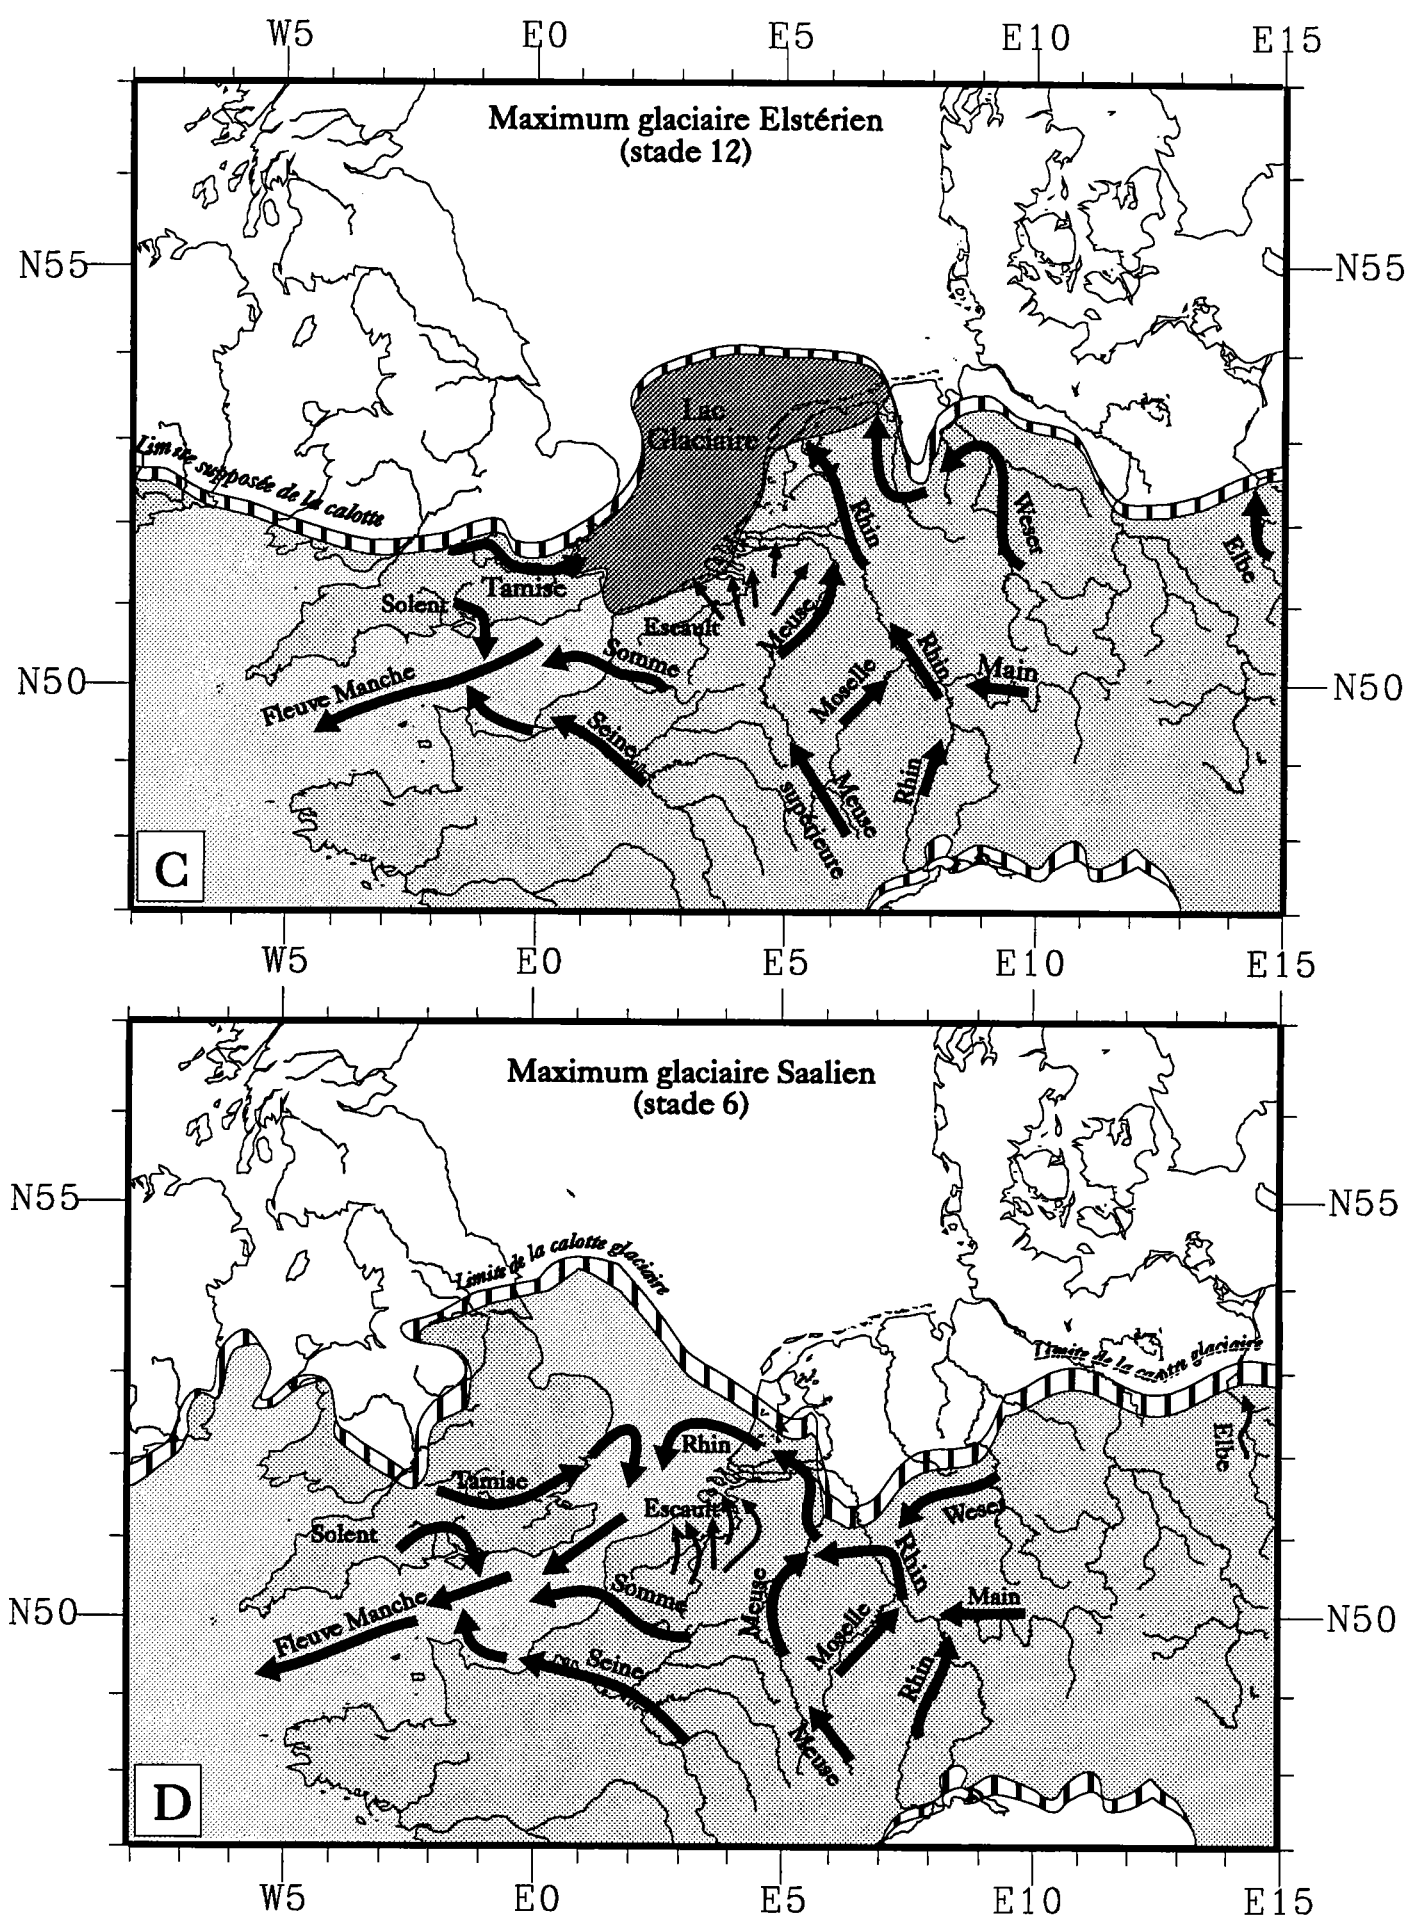 W5 E0 E5 E10 E15
Maximum glaciaire Elstérien
(stade 12)
N55 N55
Lac
Glaciaire
Limite supposée de la calotte
Rhin
Weser
Elbe
Tamise
Solent
Escault
Meuse
Somme
Rhin
Main
N50 N50
Fleuve Manche
Moselle
Seine
Rhin
Meuse
supérieure
C
W5 E0 E5 E10 E15
Maximum glaciaire Saalien
(stade 6)
N55 N55
Limite de la calotte glaciaire
Limite de la calotte glaciaire
Rhin
Elbe
Tamise
Escault
Weser
Solent
Rhin
Meuse
Somme
Main
N50 N50
Fleuve Manche
Moselle
Seine
Rhin
Meuse
D
W5 E0 E5 E10 E15